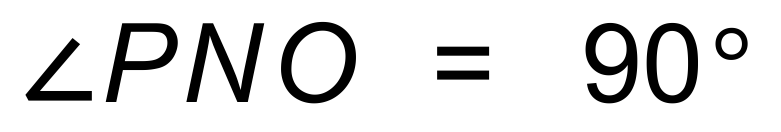 ∠PNO = 90°